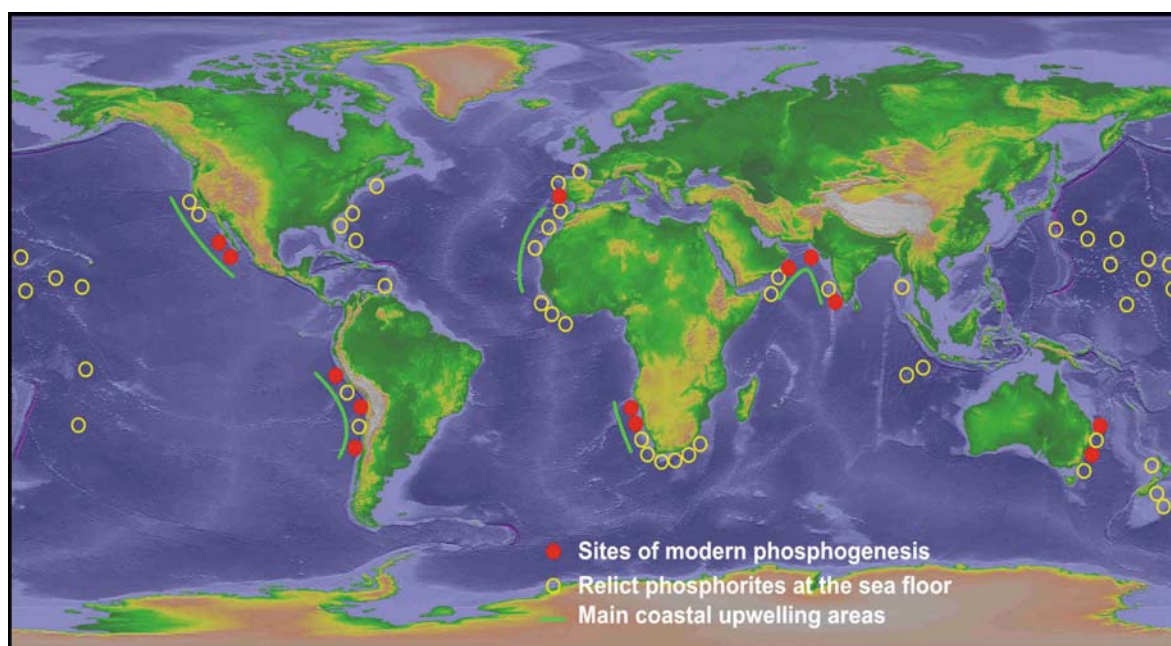 Sites of modern phosphogenesis
Relict phosphorites at the sea floor
Main coastal upwelling areas